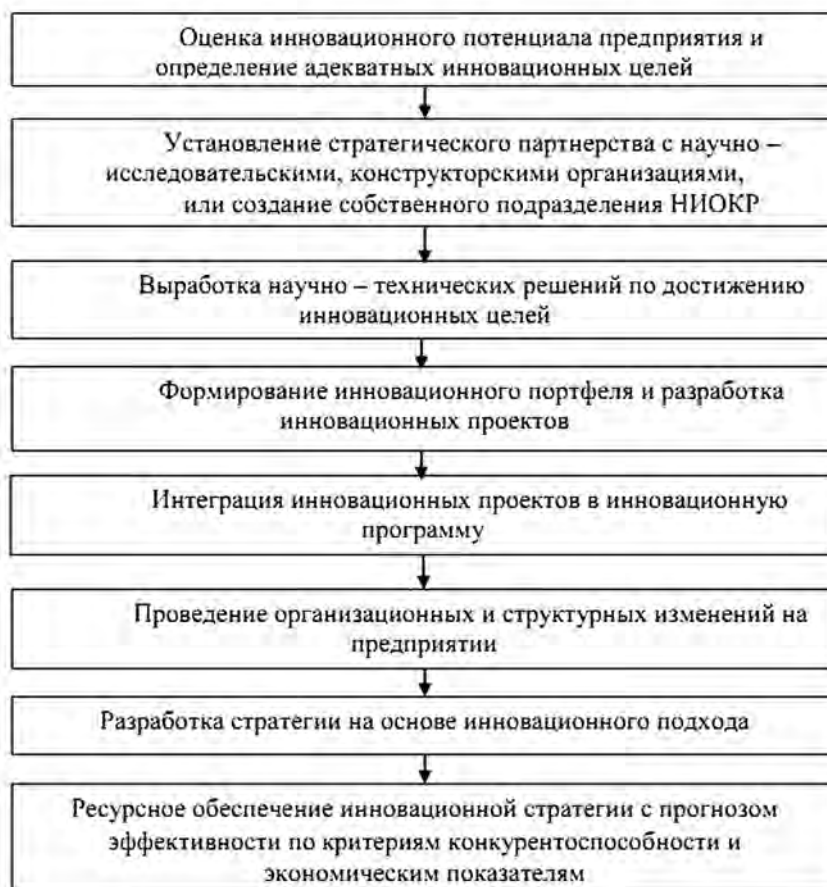 Оценка инновационного потенциала предприятия и
определение адекватных инновационных целей
Установление стратегического партнерства с научно –
исследовательскими, конструкторскими организациями,
или создание собственного подразделения НИОКР
Выработка научно – технических решений по достижению
инновационных целей
Формирование инновационного портфеля и разработка
инновационных проектов
Интеграция инновационных проектов в инновационную
программу
Проведение организационных и структурных изменений на
предприятии
Разработка стратегии на основе инновационного подхода
Ресурсное обеспечение инновационной стратегии с прогнозом
эффективности по критериям конкурентоспособности и
экономическим показателям